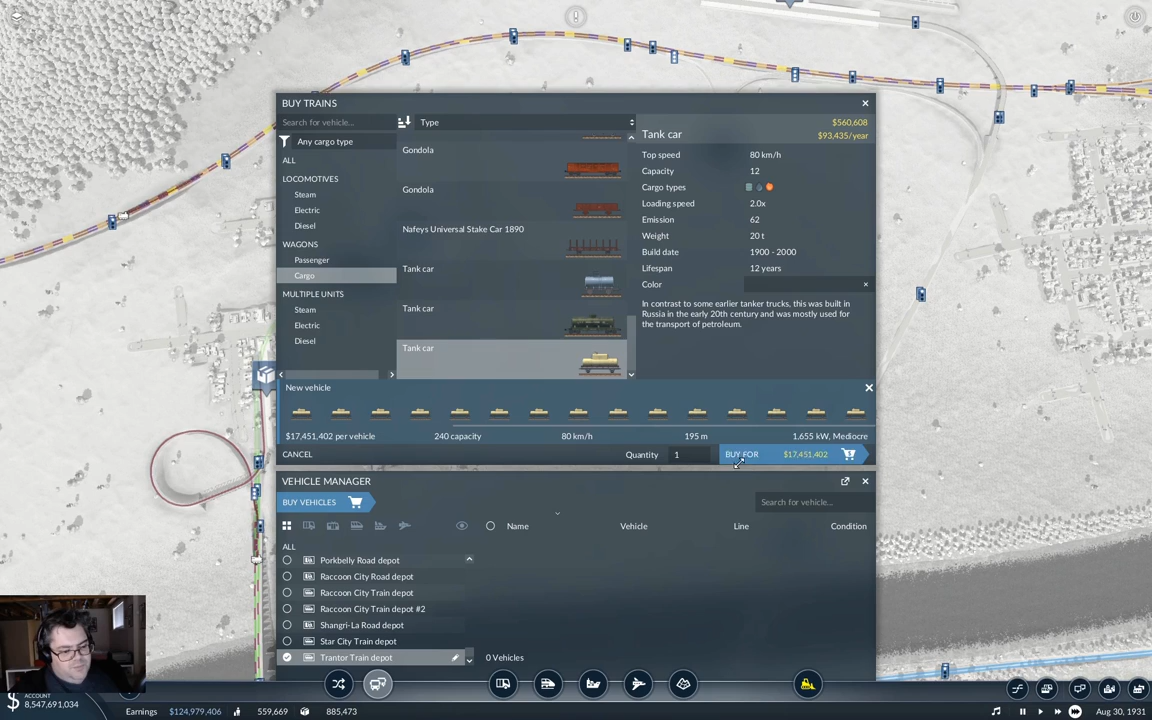 BUY TRAINS
Search for vehicle...
Type
Any cargo type
ALL
LOCOMOTIVES
Steam
Electric
Diesel
WAGONS
Passenger
Cargo
MULTIPLE UNITS
Steam
Electric
Diesel
Gondola
Gondola
Nafeys Universal Stake Car 1890
Tank car
Tank car
Tank car
Tank car
$560,608
$93,435/year
Top speed 80 km/h
Capacity 12
Cargo types
Loading speed 2.0x
Emission 62
Weight 20 t
Build date 1900 - 2000
Lifespan 12 years
Color
In contrast to some earlier tanker trucks, this was built in
Russia in the early 20th century and was mostly used for
the transport of petroleum.
New vehicle
$17,451,402 per vehicle 240 capacity 80 km/h 195 m 1,655 kW, Mediocre
CANCEL Quantity 1 BUY FOR $17,451,402
VEHICLE MANAGER
BUY VEHICLES Search for vehicle...
Name Vehicle Line Condition
ALL
Porkbelly Road depot
Raccoon City Road depot
Raccoon City Train depot
Raccoon City Train depot #2
Shangri-La Road depot
Star City Train depot
Trantor Train depot 0 Vehicles
$ ACCOUNT
8,547,691,034 Earnings $124,979,406 559,669 885,473 Aug 30, 1931